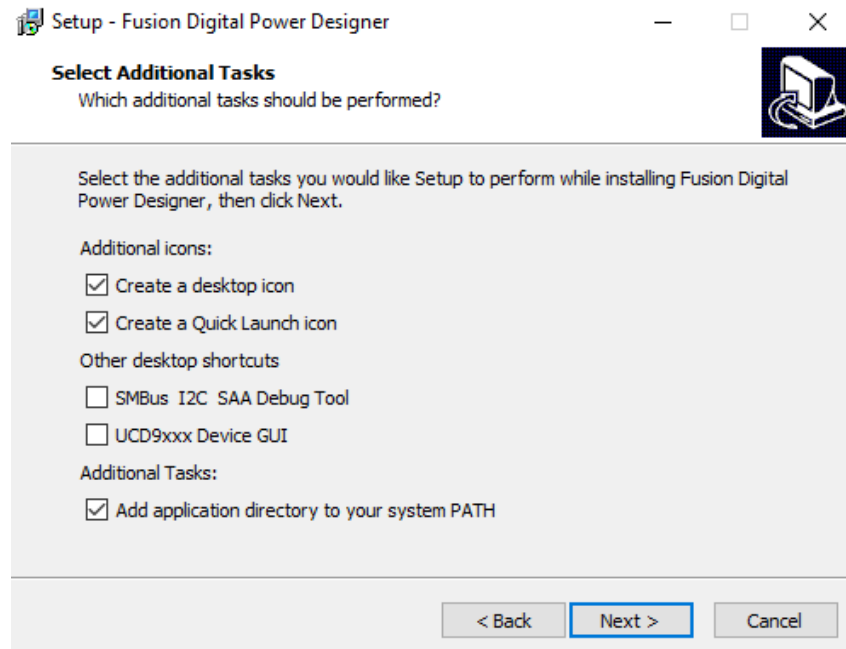 Setup - Fusion Digital Power Designer
Select Additional Tasks
Which additional tasks should be performed?
Select the additional tasks you would like Setup to perform while installing Fusion Digital
Power Designer, then click Next.
Additional icons:
Create a desktop icon
Create a Quick Launch icon
Other desktop shortcuts
SMBus I2C SAA Debug Tool
UCD9xxx Device GUI
Additional Tasks:
Add application directory to your system PATH
< Back Next > Cancel